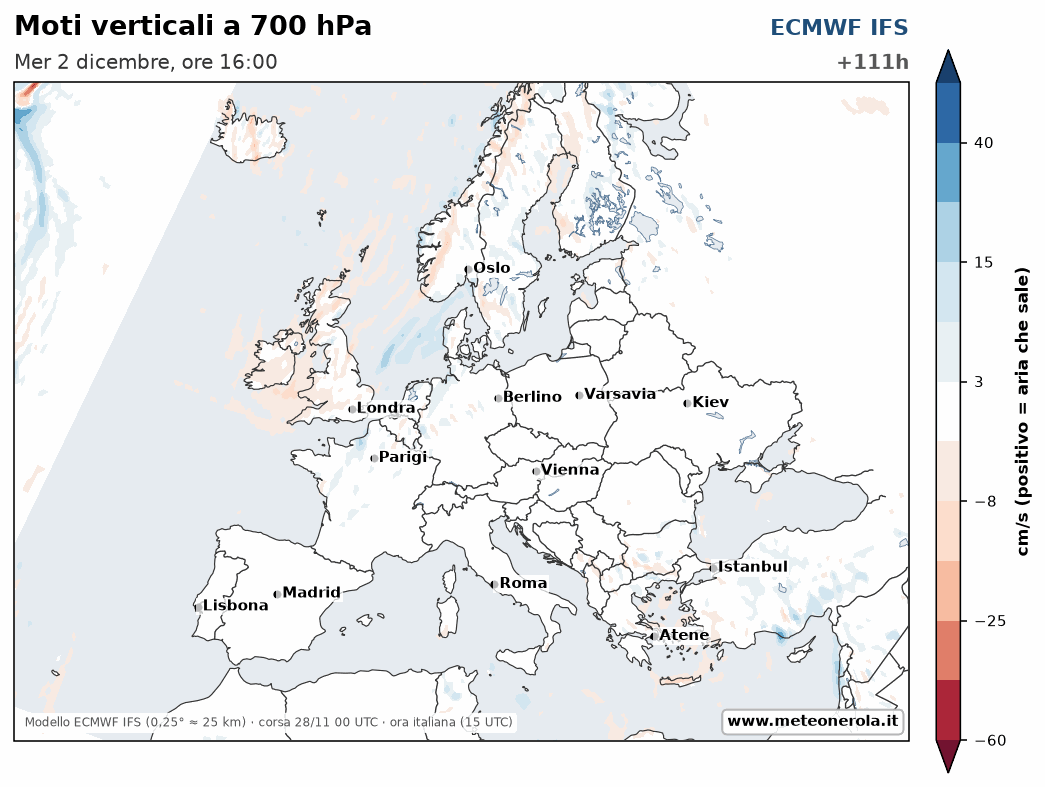 Moti verticali a 700 hPa
ECMWF IFS
Mer 2 dicembre, ore 16:00
+111h
40
15
3
−8
−25
−60
cm/s (positivo = aria che sale)
Oslo
Londra
Berlino
Varsavia
Kiev
Parigi
Vienna
Istanbul
Roma
Madrid
Lisbona
Atene
Modello ECMWF IFS (0,25° ≈ 25 km) · corsa 28/11 00 UTC · ora italiana (15 UTC)
www.meteonerola.it